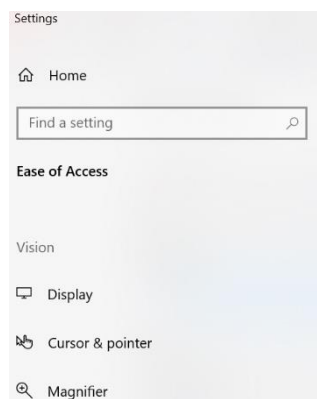 Settings
Home
Find a setting
Ease of Access
Vision
Display
Cursor & pointer
Magnifier